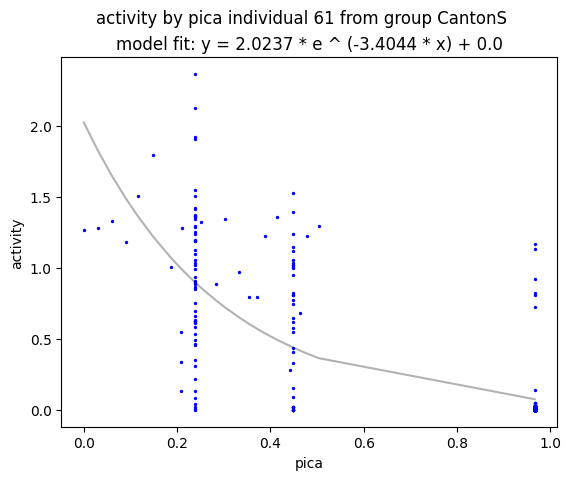 activity by pica individual 61 from group CantonS
model fit: y = 2.0237 * e ^ (-3.4044 * x) + 0.0
activity
2.0
1.5
1.0
0.5
0.0
0.0
0.2
0.4
0.6
0.8
1.0
pica